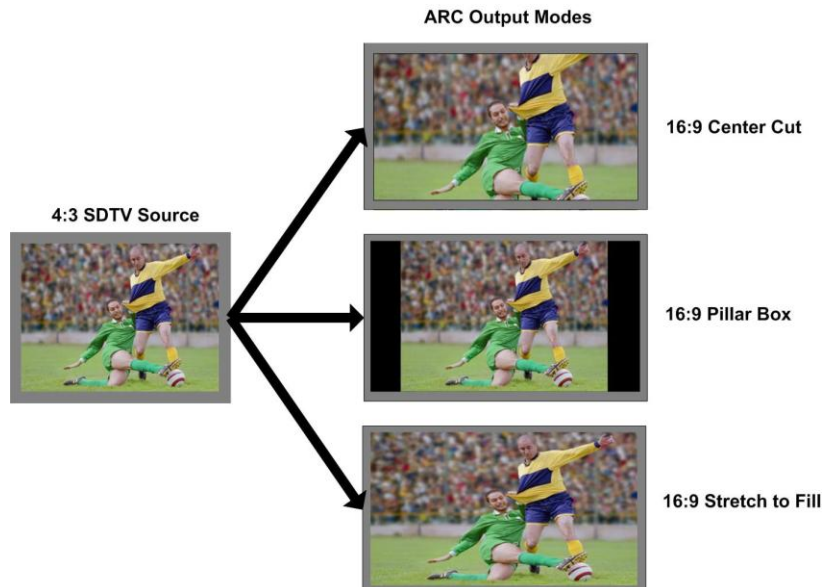 ARC Output Modes
16:9 Center Cut
4:3 SDTV Source
16:9 Pillar Box
16:9 Stretch to Fill